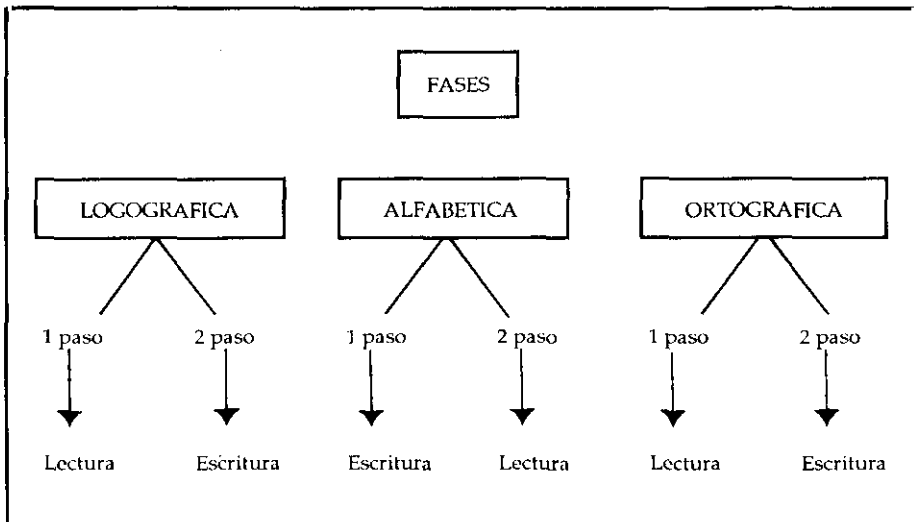 FASES
LOGOGRAFICA ALFABETICA ORTOGRAFICA
1 paso 2 paso 1 paso 2 paso 1 paso 2 paso
Lectura Escritura Escritura Lectura Lectura Escritura